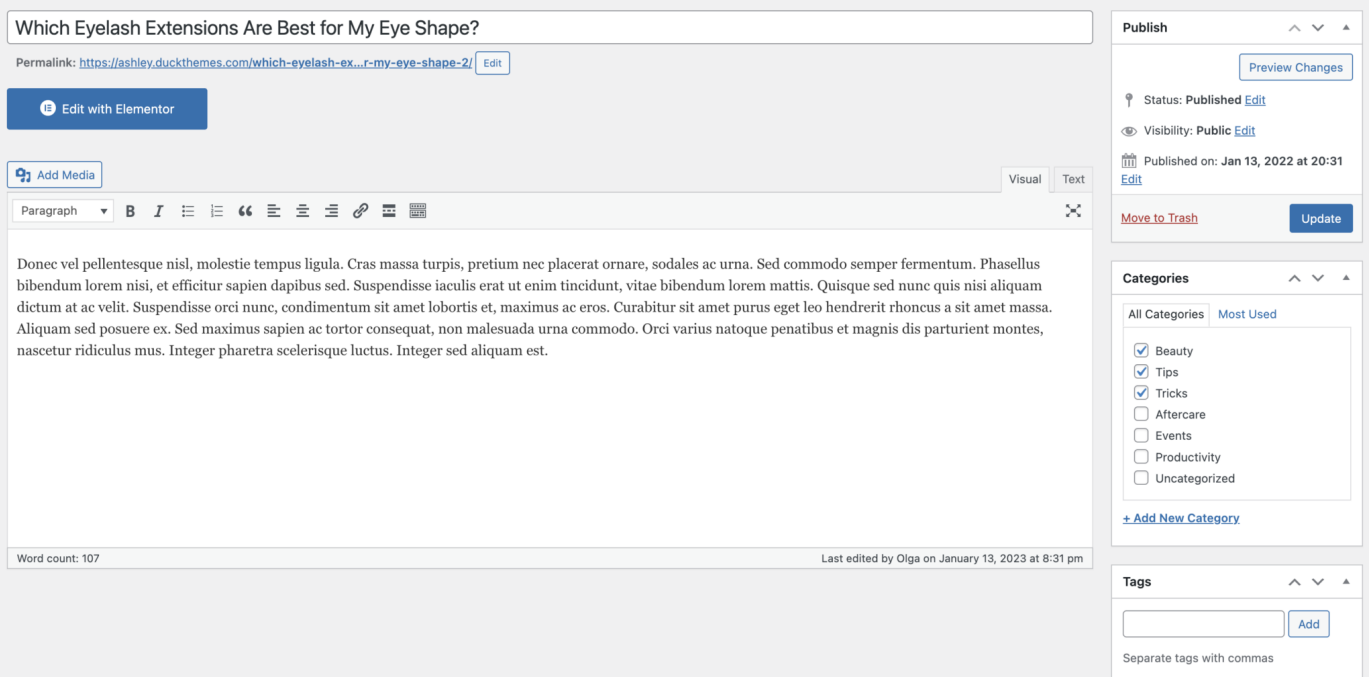 Which Eyelash Extensions Are Best for My Eye Shape?
Permalink: https://ashley.duckthemes.com/which-eyelash-ex...r-my-eye-shape-2/ Edit
Edit with Elementor
Add Media
Visual Text
Paragraph
Donec vel pellentesque nisl, molestie tempus ligula. Cras massa turpis, pretium nec placerat ornare, sodales ac urna. Sed commodo semper fermentum. Phasellus
bibendum lorem nisi, et efficitur sapien dapibus sed. Suspendisse iaculis erat ut enim tincidunt, vitae bibendum lorem mattis. Quisque sed nunc quis nisi aliquam
dictum at ac velit. Suspendisse orci nunc, condimentum sit amet lobortis et, maximus ac eros. Curabitur sit amet purus eget leo hendrerit rhoncus a sit amet massa.
Aliquam sed posuere ex. Sed maximus sapien ac tortor consequat, non malesuada urna commodo. Orci varius natoque penatibus et magnis dis parturient montes,
nascetur ridiculus mus. Integer pharetra scelerisque luctus. Integer sed aliquam est.
Word count: 107
Last edited by Olga on January 13, 2023 at 8:31 pm
Publish
Preview Changes
Status: Published Edit
Visibility: Public Edit
Published on: Jan 13, 2022 at 20:31
Edit
Move to Trash
Update
Categories
All Categories Most Used
Beauty
Tips
Tricks
Aftercare
Events
Productivity
Uncategorized
+ Add New Category
Tags
Add
Separate tags with commas